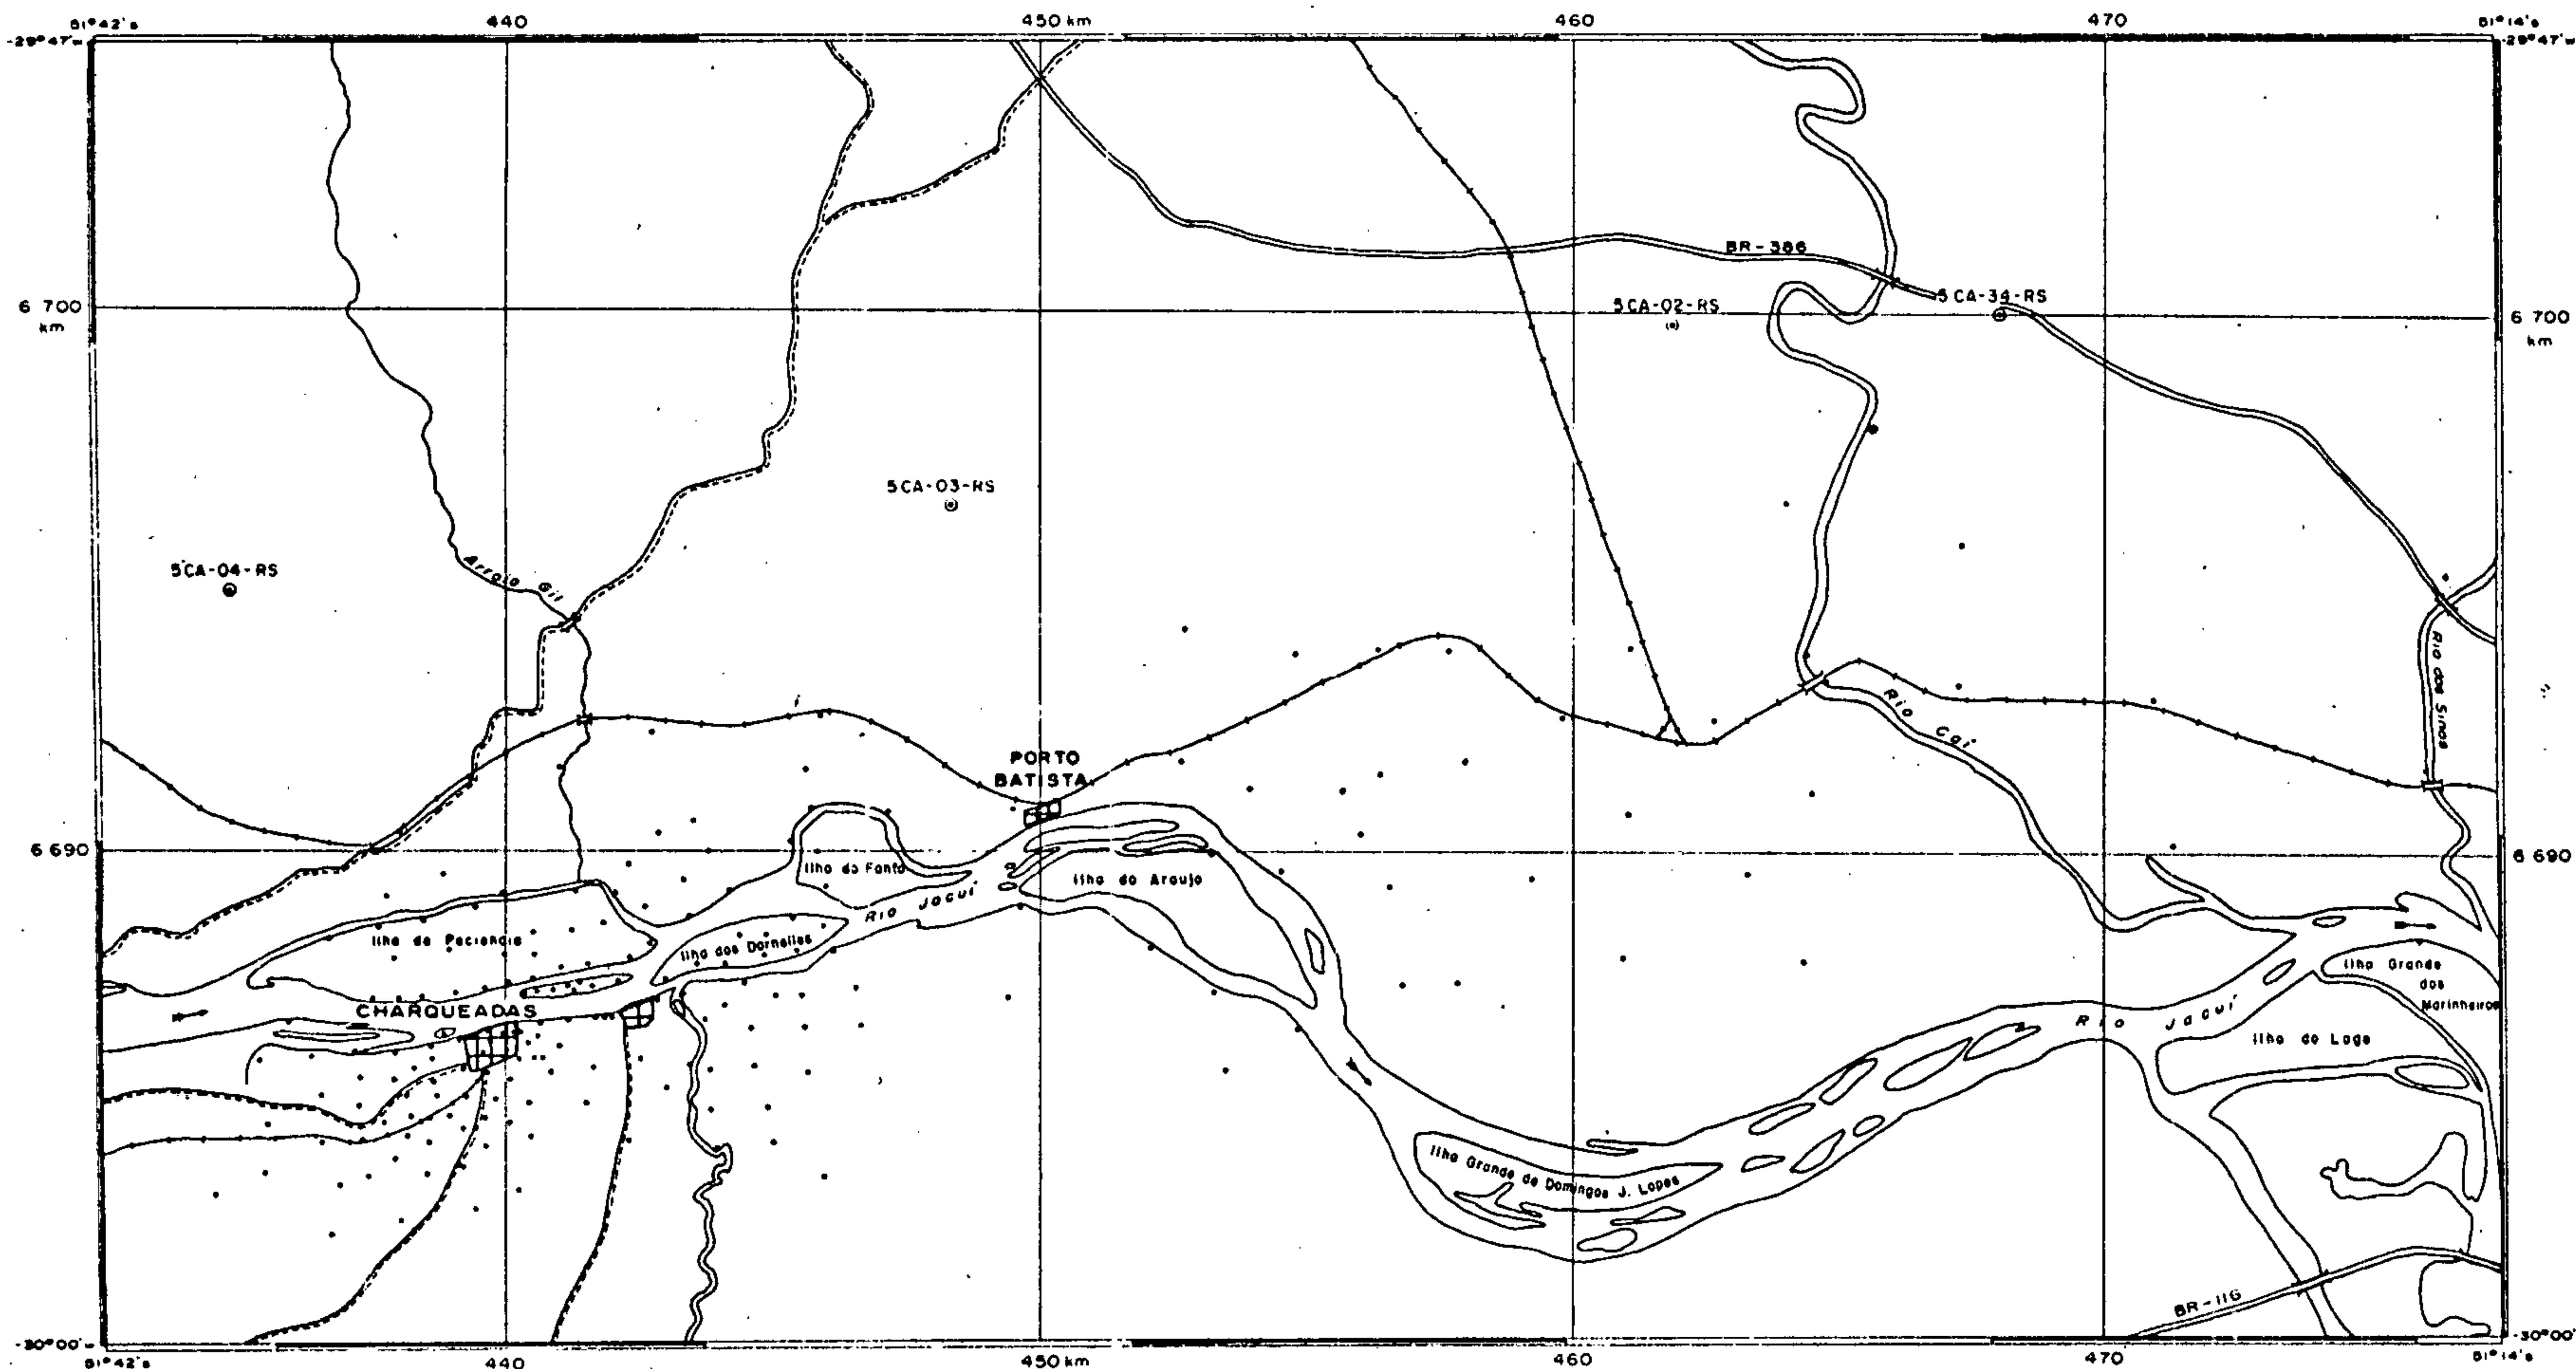 51°42's 440 450 km 460 470 51°14's
-29°47'w -29°47'w
BR-386
6 700 km
5CA-02-RS
5CA-34-RS
6 700 km
5CA-03-RS
5CA-04-RS
Arroio Gil
Rio dos Sinos
Rio Caí
PORTO
BATISTA
6 690 6 690
Ilha do Fanfa
Ilha do Araujo
Rio Jacuí
Ilha da Paciencia
Ilha dos Dornelles
Ilha Grande
dos
Marinheiros
CHARQUEADAS
Rio Jacuí
Ilha do Lage
Ilha Grande de Domingos J. Lopes
BR-116
-30°00'w -30°00'
51°42's 440 450 km 460 470 51°14's